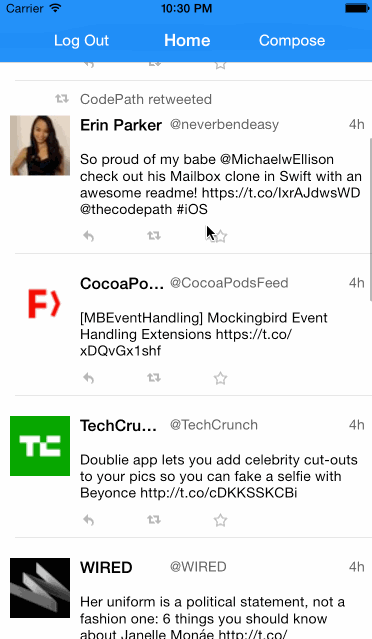 Carrier 10:30 PM
Log Out Home Compose
CodePath retweeted
Erin Parker @neverbendeasy 4h
So proud of my babe @MichaelwEllison
check out his Mailbox clone in Swift with an
awesome readme! https://t.co/IxrAJdwsWD
@thecodepath #iOS
CocoaPo... @CocoaPodsFeed 4h
[MBEventHandling] Mockingbird Event
Handling Extensions https://t.co/
xDQvGx1shf
TechCru... @TechCrunch 4h
Doublie app lets you add celebrity cut-outs
to your pics so you can fake a selfie with
Beyonce http://t.co/cDKKSSKCBi
WIRED @WIRED 4h
Her uniform is a political statement, not a
fashion one: 6 things you should know
about Janelle Monáe http://t.co/